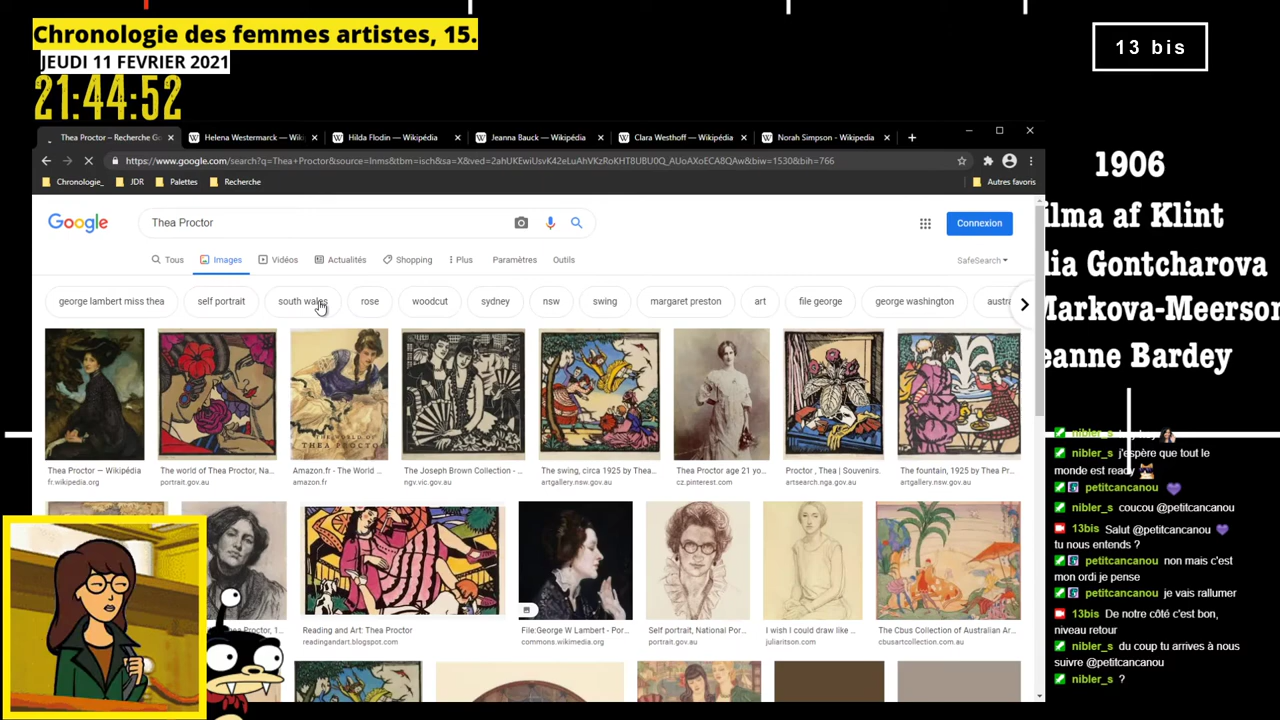 Chronologie des femmes artistes, 15.
JEUDI 11 FEVRIER 2021
21:44:52
13 bis
Thea Proctor – Recherche Go
Helena Westermarck — Wiki
Hilda Flodin — Wikipédia
Jeanna Bauck — Wikipédia
Clara Westhoff — Wikipédia
Norah Simpson - Wikipedia
https://www.google.com/search?q=Thea+Proctor&source=lnms&tbm=isch&sa=X&ved=2ahUKEwiUsvK42eLuAhVKzRoKHT8UBU0Q_AUoAXoECA8QAw&biw=1530&bih=766
Chronologie_
JDR
Palettes
Recherche
Autres favoris
Google
Thea Proctor
Connexion
Tous
Images
Vidéos
Actualités
Shopping
Plus
Paramètres
Outils
SafeSearch
george lambert miss thea
self portrait
south wales
rose
woodcut
sydney
nsw
swing
margaret preston
art
file george
george washington
austra
THEA PROCTO
Thea Proctor — Wikipédia
fr.wikipedia.org
The world of Thea Proctor, Na...
portrait.gov.au
Amazon.fr - The World ...
amazon.fr
The Joseph Brown Collection - ...
ngv.vic.gov.au
The swing, circa 1925 by Thea...
artgallery.nsw.gov.au
Thea Proctor age 21 yo...
cz.pinterest.com
Proctor , Thea | Souvenirs.
artsearch.nga.gov.au
The fountain, 1925 by Thea Pr...
artgallery.nsw.gov.au
Reading and Art: Thea Proctor
readingandart.blogspot.com
File:George W Lambert - Por...
commons.wikimedia.org
Self portrait, National Por...
portrait.gov.au
I wish I could draw like ...
juliaritson.com
The Cbus Collection of Australian Ar...
cbusartcollection.com.au
1906
ilma af Klint
lia Gontcharova
Markova-Meerson
eanne Bardey
nibler_s
nibler_s j'espère que tout le
monde est ready
petitcancanou
nibler_s coucou @petitcancanou
13bis Salut @petitcancanou
tu nous entends ?
petitcancanou non mais c'est
mon ordi je pense
petitcancanou je vais rallumer
13bis De notre côté c'est bon,
niveau retour
nibler_s du coup tu arrives à nous
suivre @petitcancanou
nibler_s ?